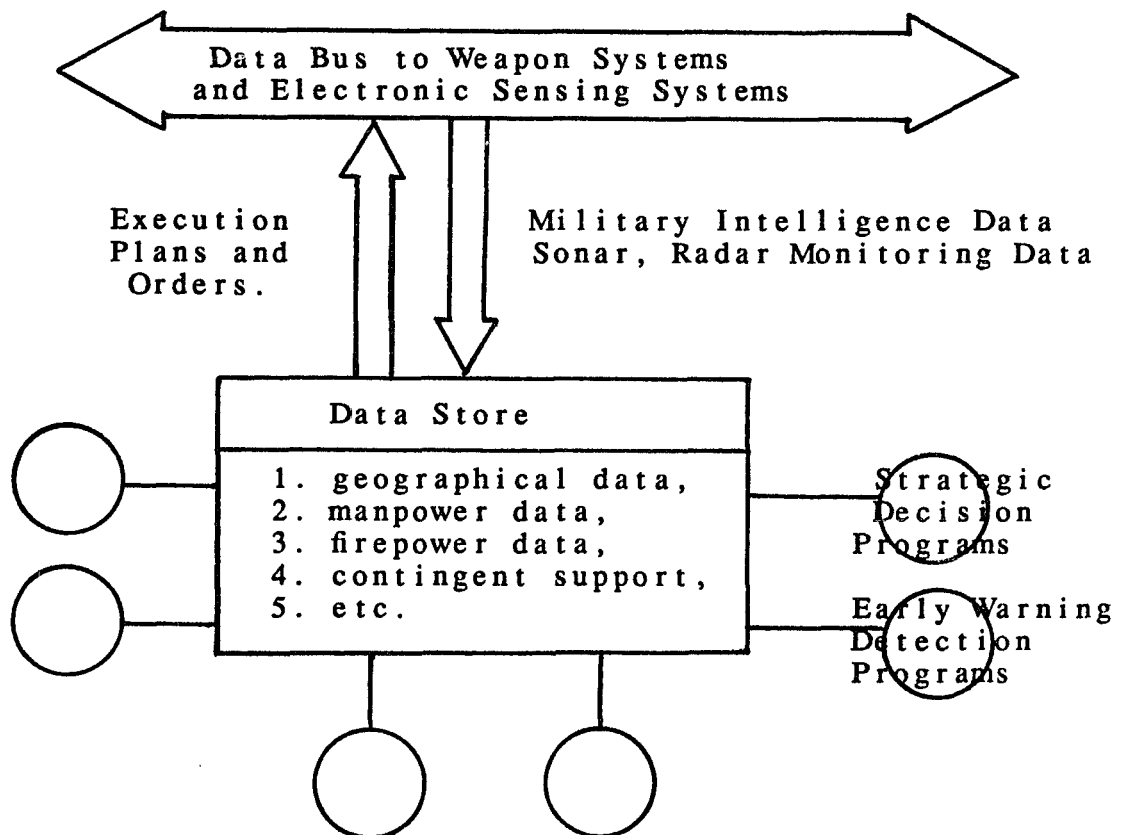 Data Bus to Weapon Systems
and Electronic Sensing Systems
Execution
Plans and
Orders.
Military Intelligence Data
Sonar, Radar Monitoring Data
Data Store
1. geographical data,
2. manpower data,
3. firepower data,
4. contingent support,
5. etc.
Strategic
Decision
Programs
Early Warning
Detection
Programs